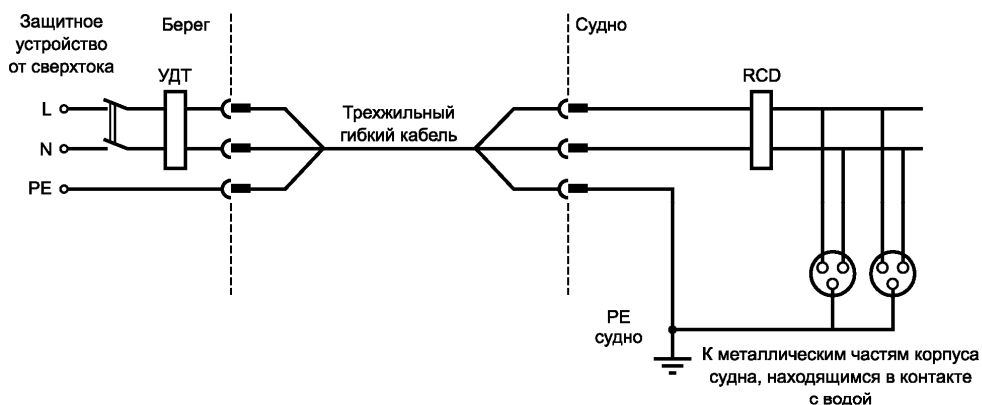 Защитное
устройство
от сверхтока
Берег
Судно
УДТ
RCD
L
Трехжильный
гибкий кабель
N
PE
PE
судно
К металлическим частям корпуса
судна, находящимся в контакте
с водой